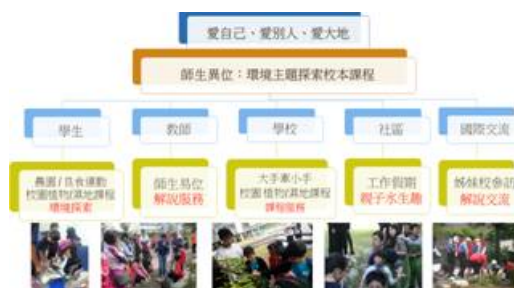 愛自己、愛別人、愛大地
師生異位：環境主題探索校本課程
學生
教師
學校
社區
國際交流
農園/良食運動
校園植物/濕地課程
環境探索
師生易位
解說服務
大手牽小手
校園植物/濕地課程
課程服務
工作假期
親子水生趣
姊妹校參訪
解說交流